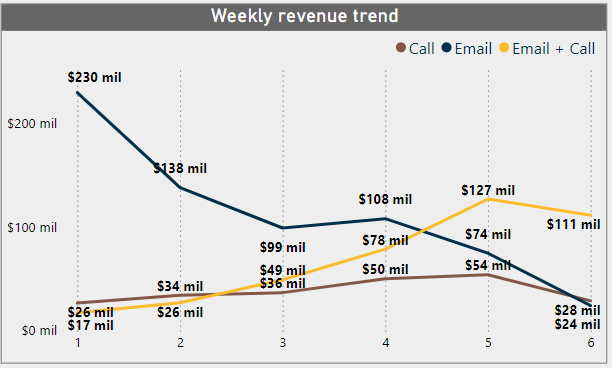 Weekly revenue trend
Call Email Email + Call
$230 mil
$200 mil
$138 mil
$127 mil
$108 mil
$111 mil
$100 mil
$78 mil
$74 mil
$99 mil
$49 mil
$50 mil
$54 mil
$34 mil
$36 mil
$26 mil
$26 mil
$28 mil
$17 mil
$24 mil
$0 mil
1 2 3 4 5 6